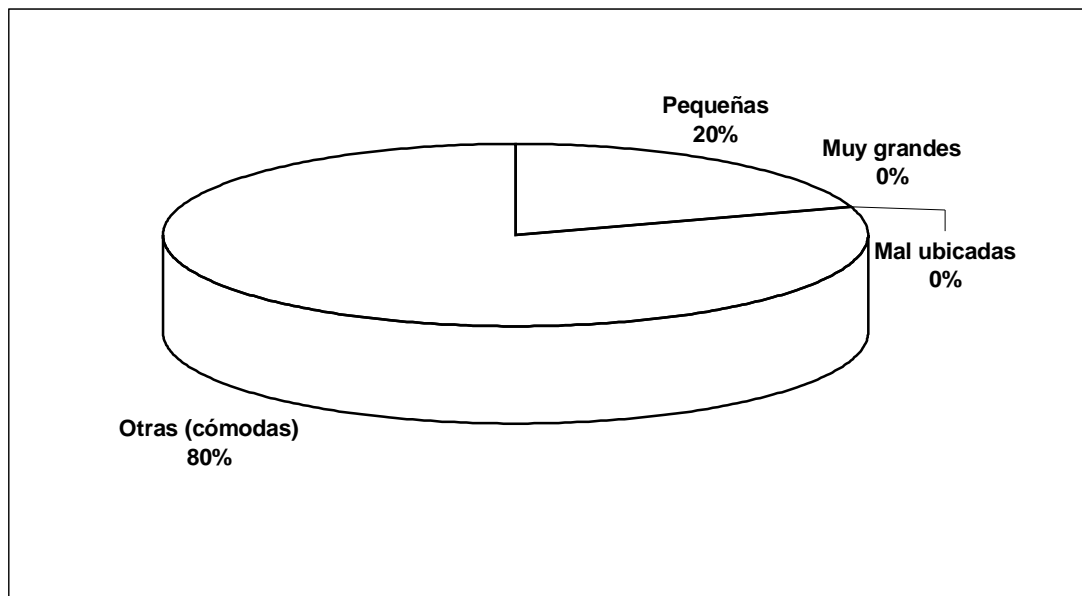 Pequeñas
20%
Muy grandes
0%
Mal ubicadas
0%
Otras (cómodas)
80%